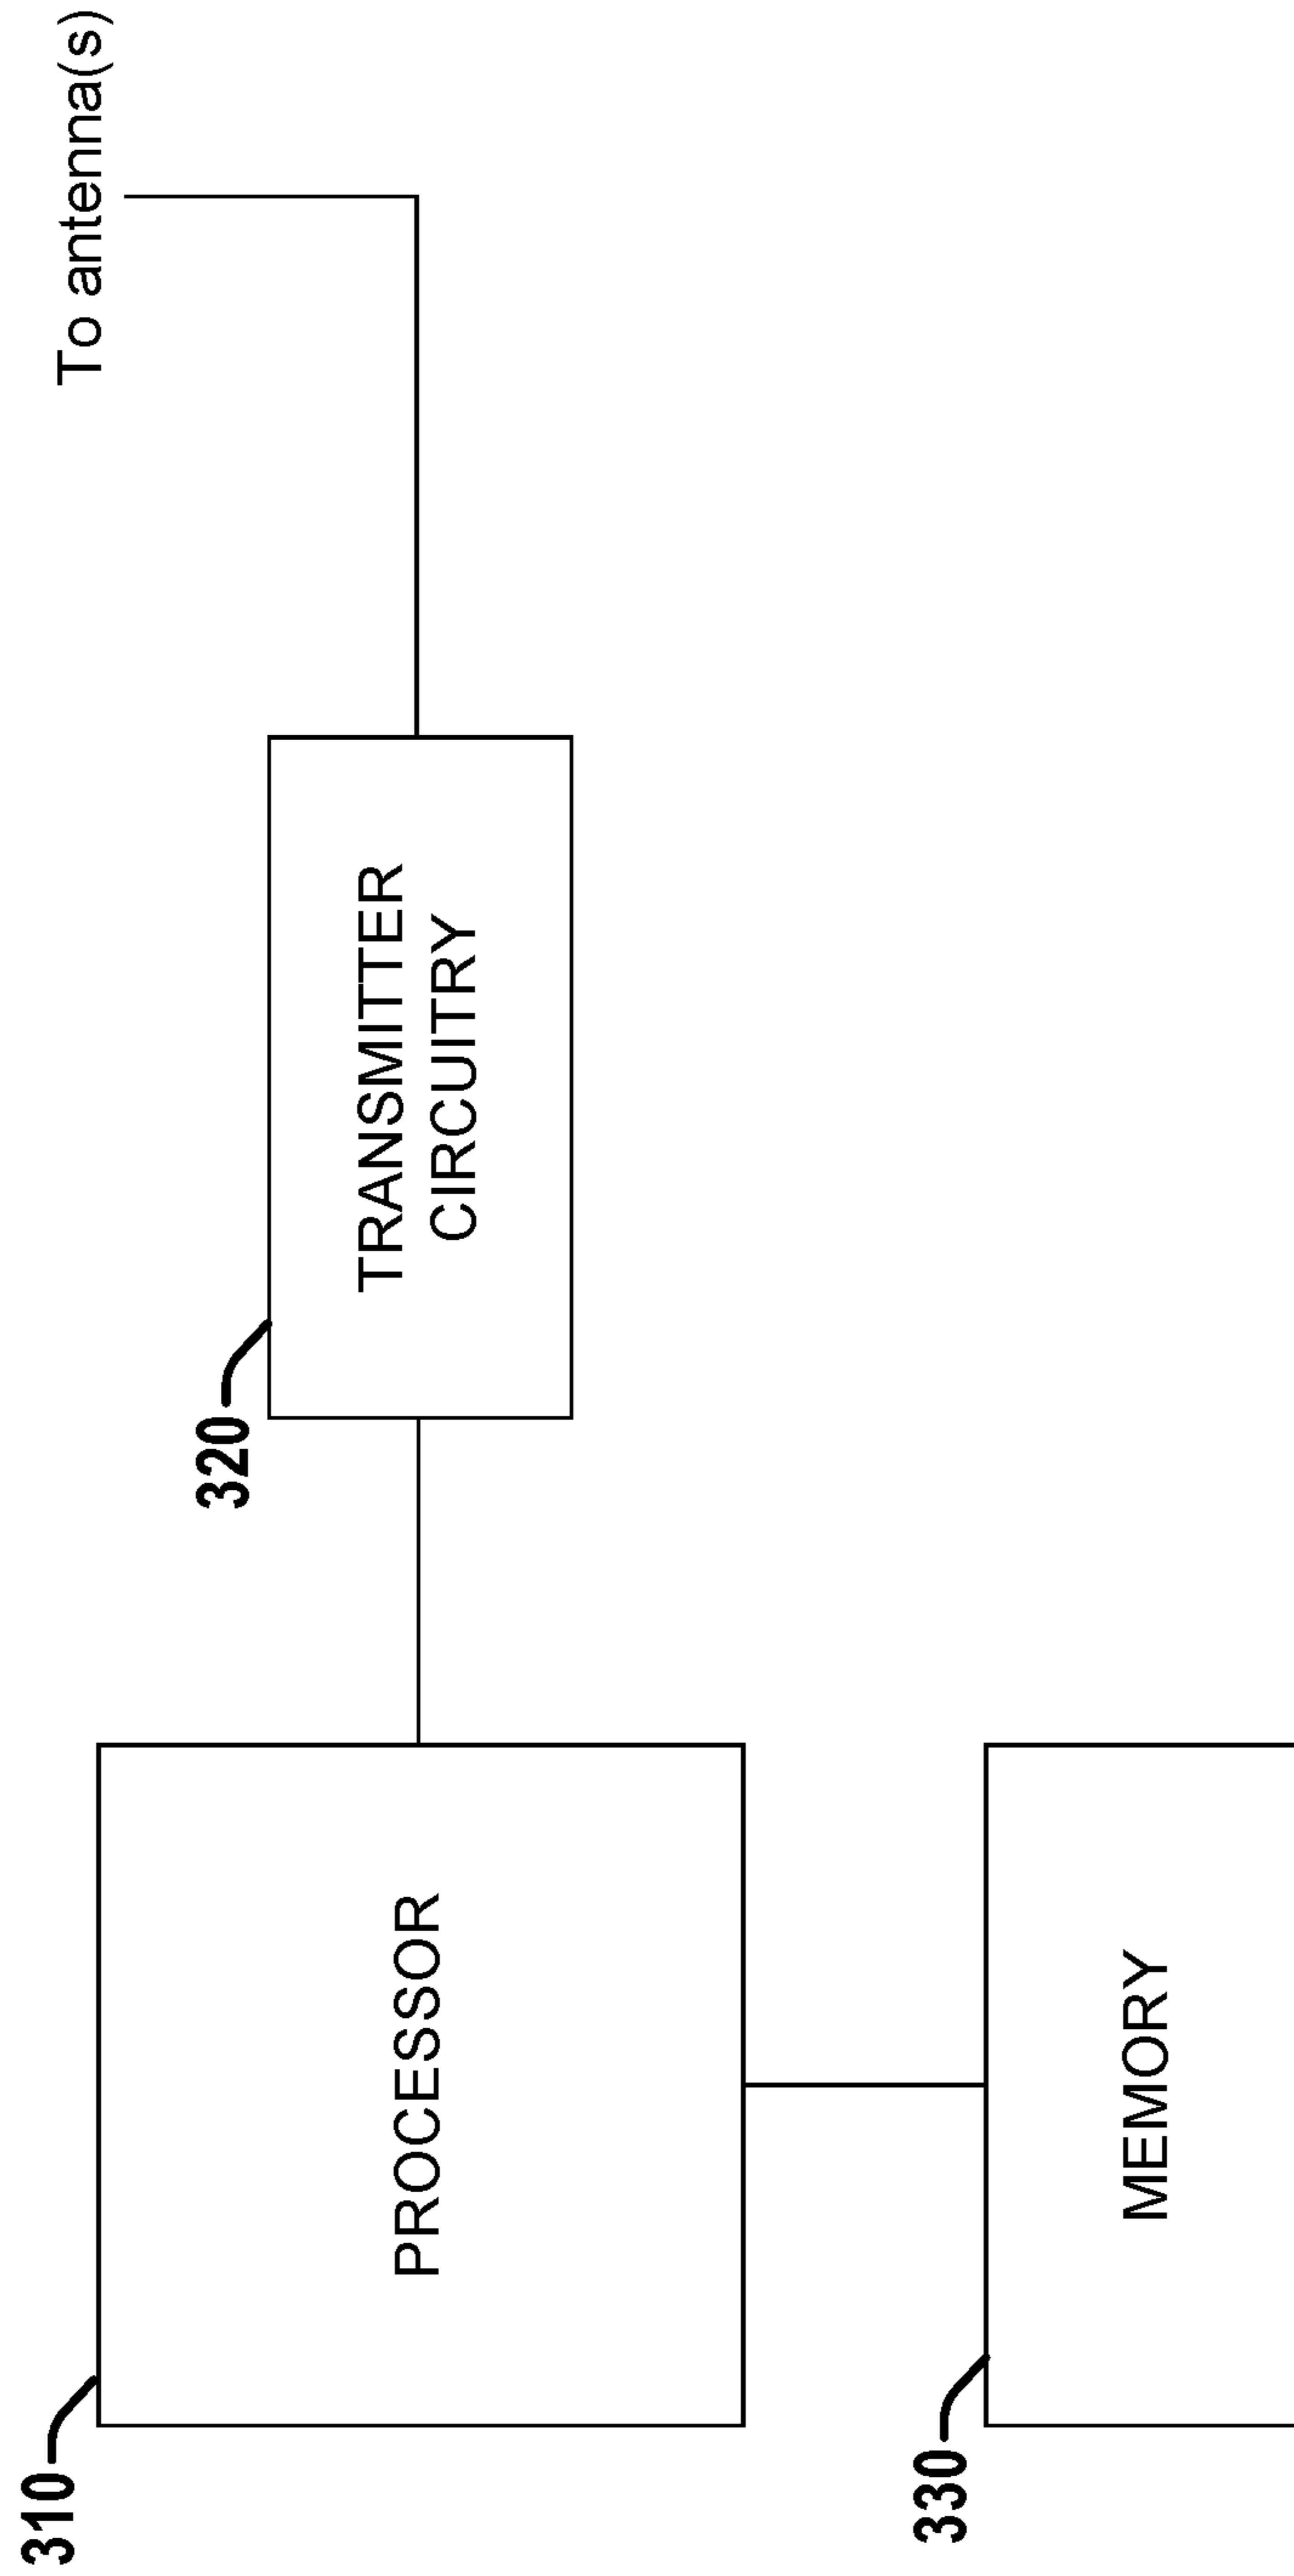 To antenna(s)
320
TRANSMITTER
CIRCUITRY
310
PROCESSOR
330
MEMORY